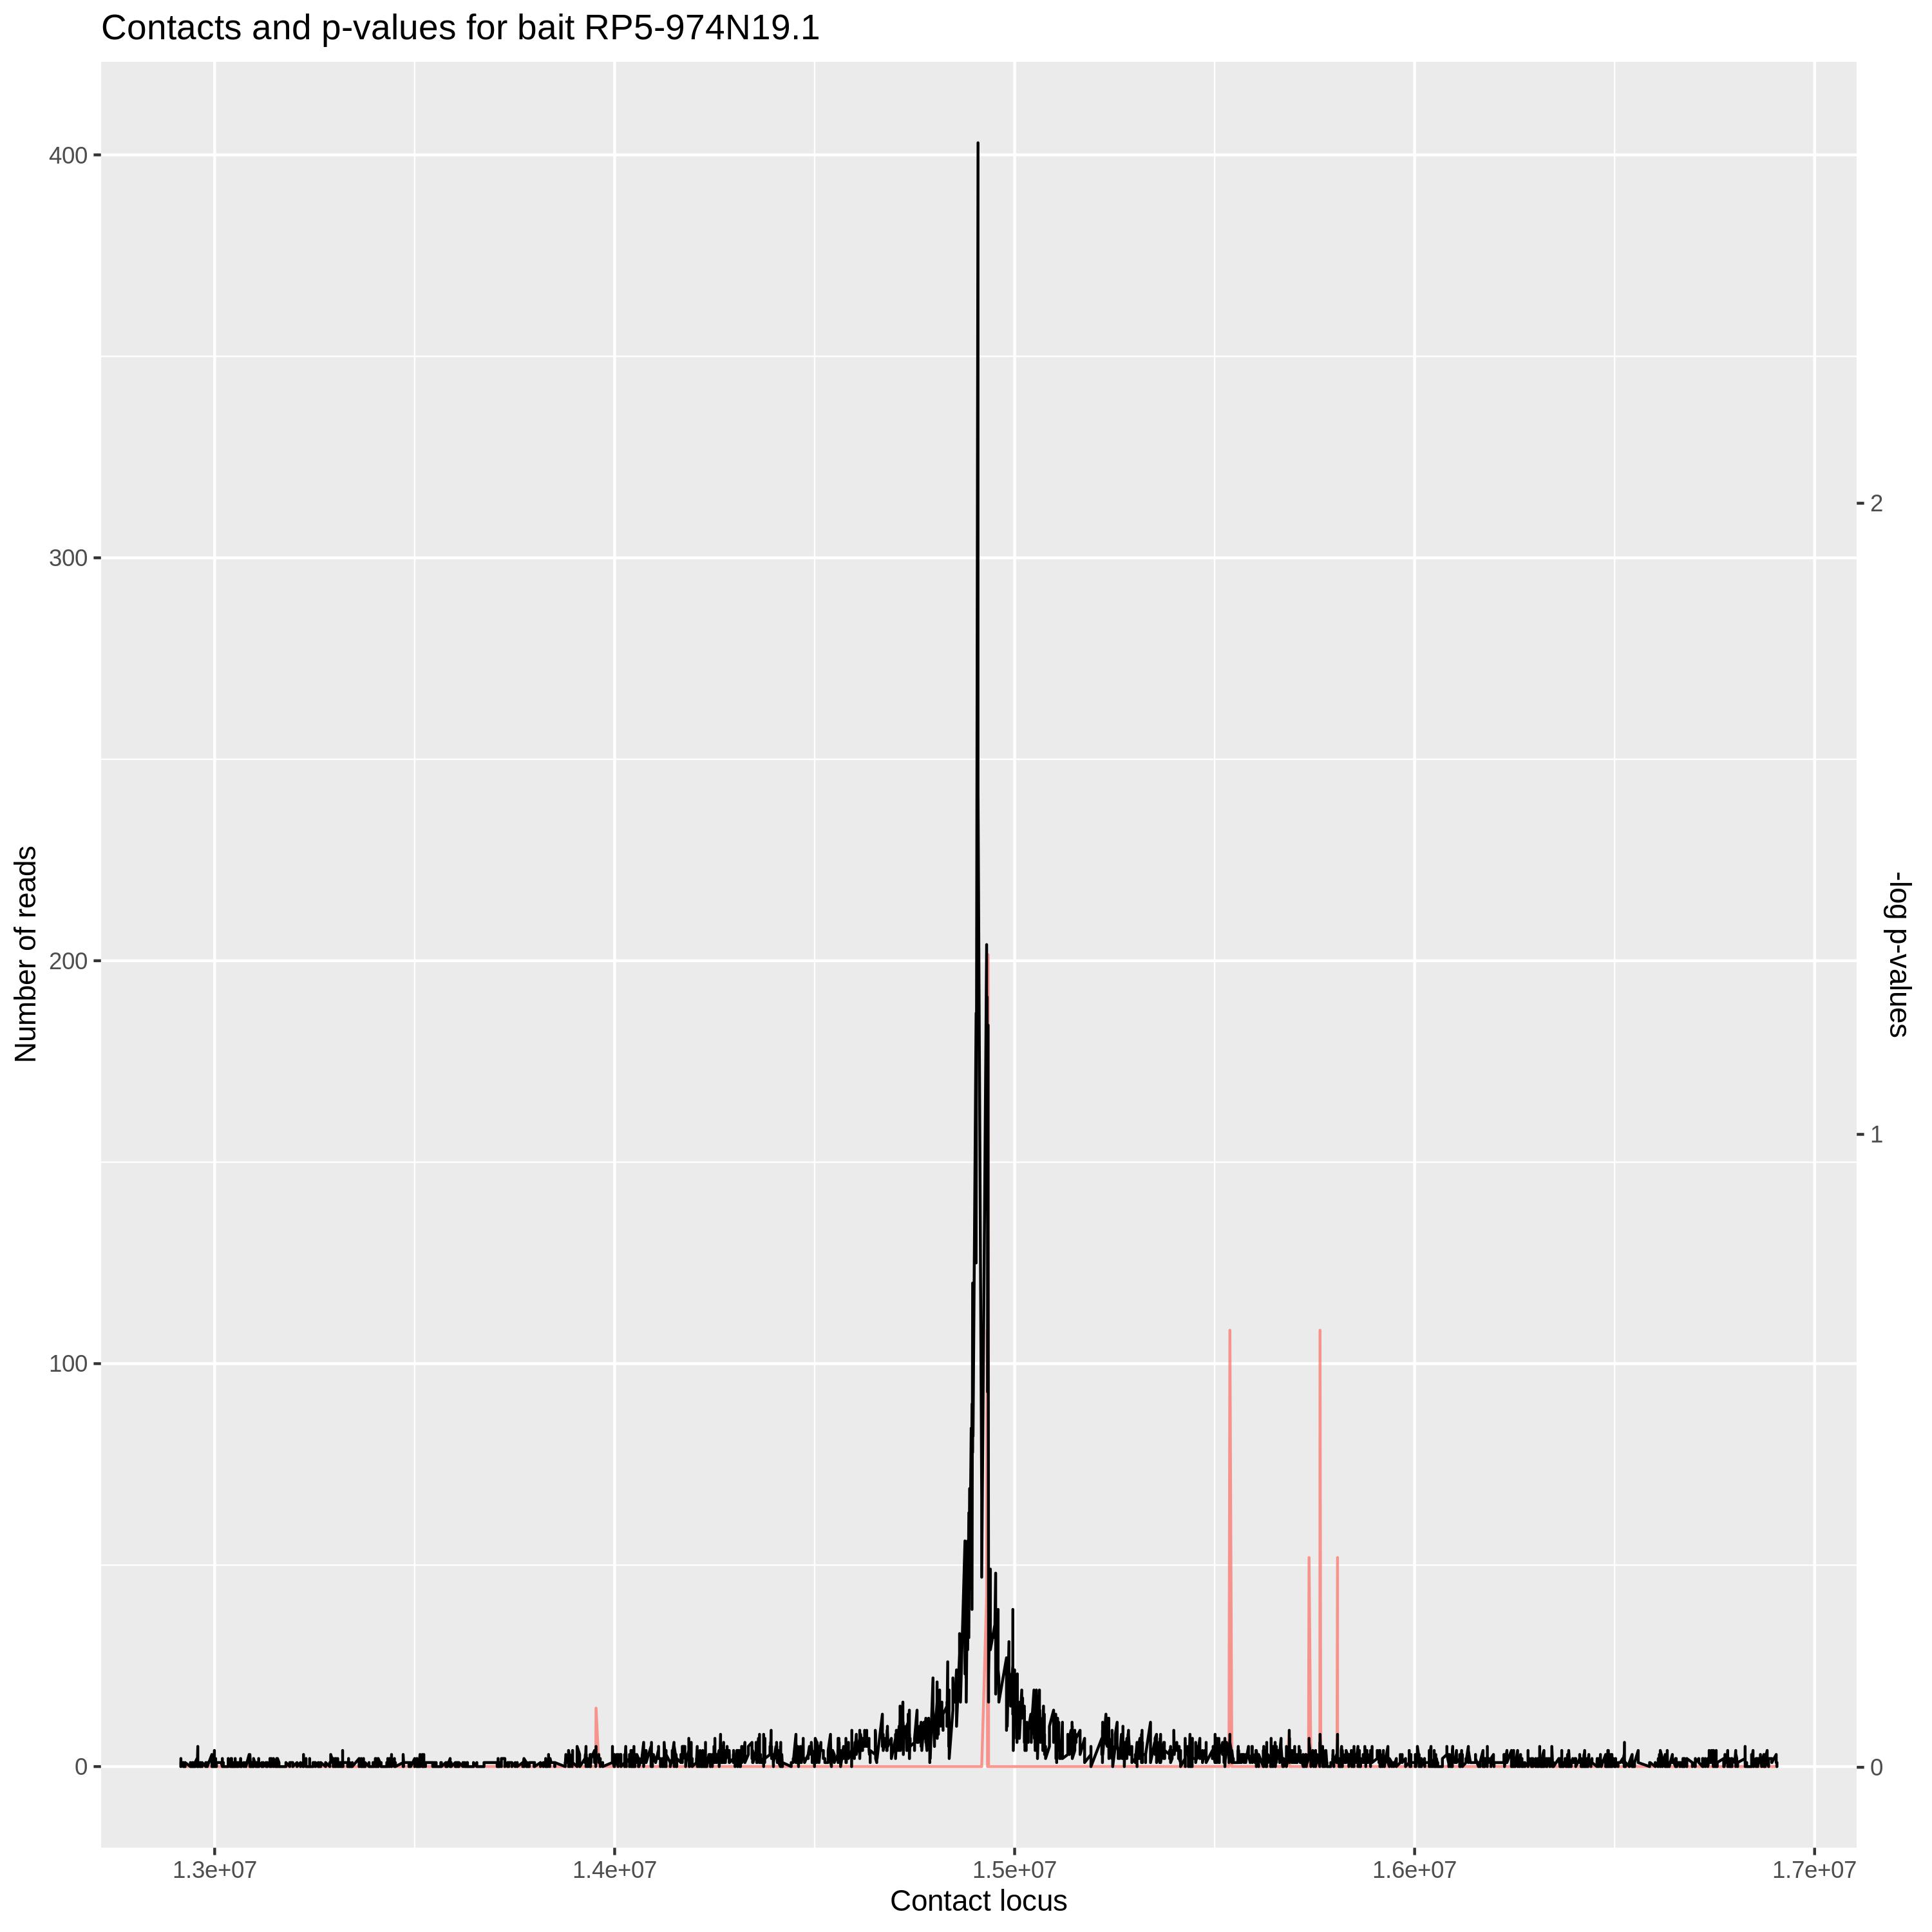 Contacts and p-values for bait RP5-974N19.1
400
300
200
100
0
Number of reads
2
1
0
-log p-values
1.3e+07
1.4e+07
1.5e+07
1.6e+07
1.7e+07
Contact locus